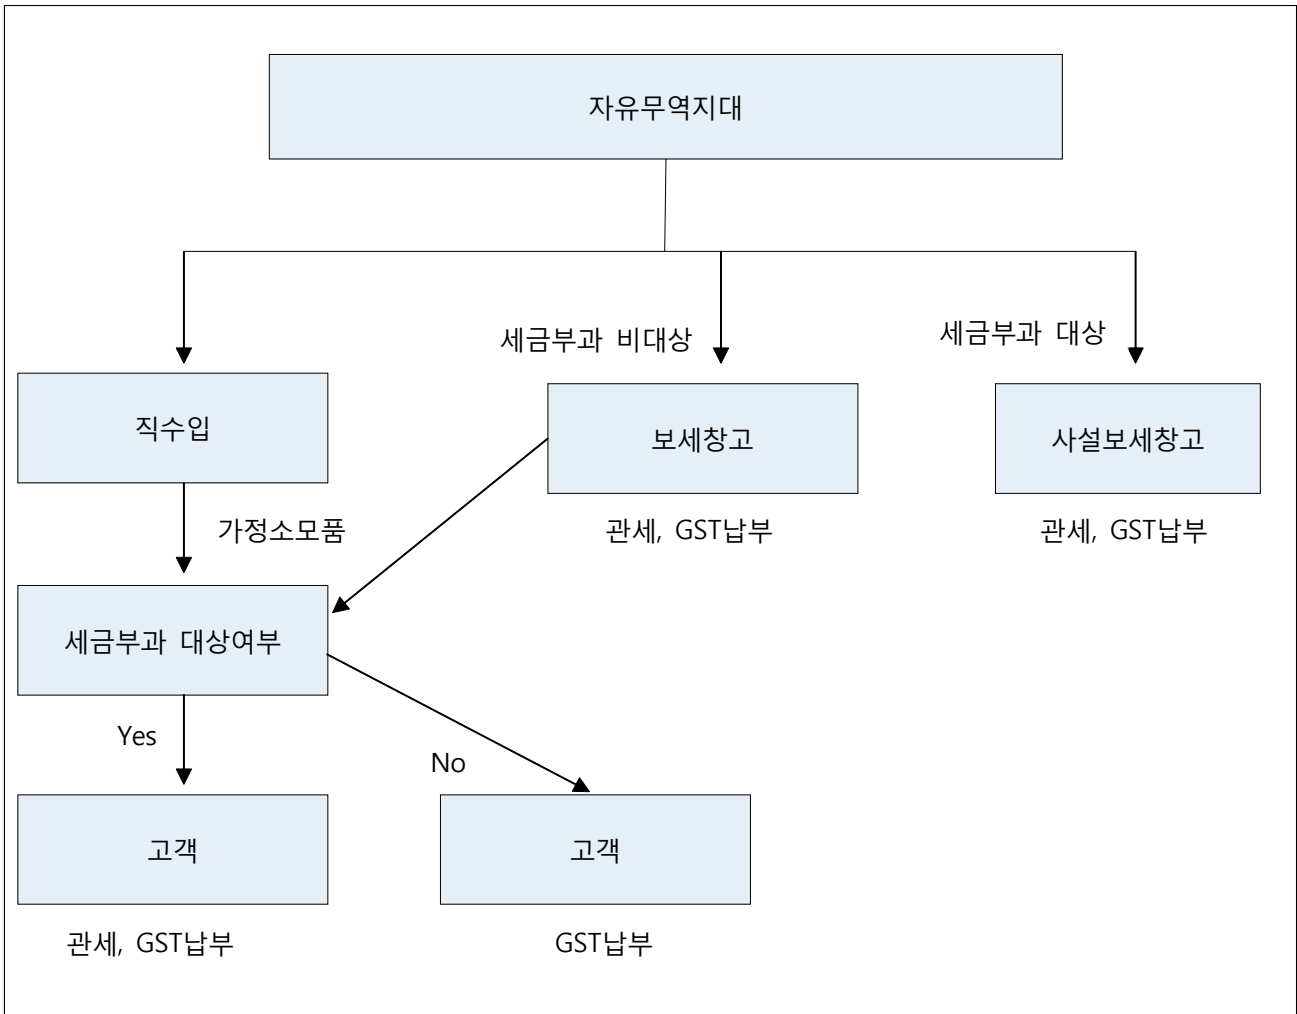 자유무역지대
세금부과 비대상
세금부과 대상
직수입
보세창고
사설보세창고
가정소모품
관세, GST납부
관세, GST납부
세금부과 대상여부
Yes
No
고객
고객
관세, GST납부
GST납부